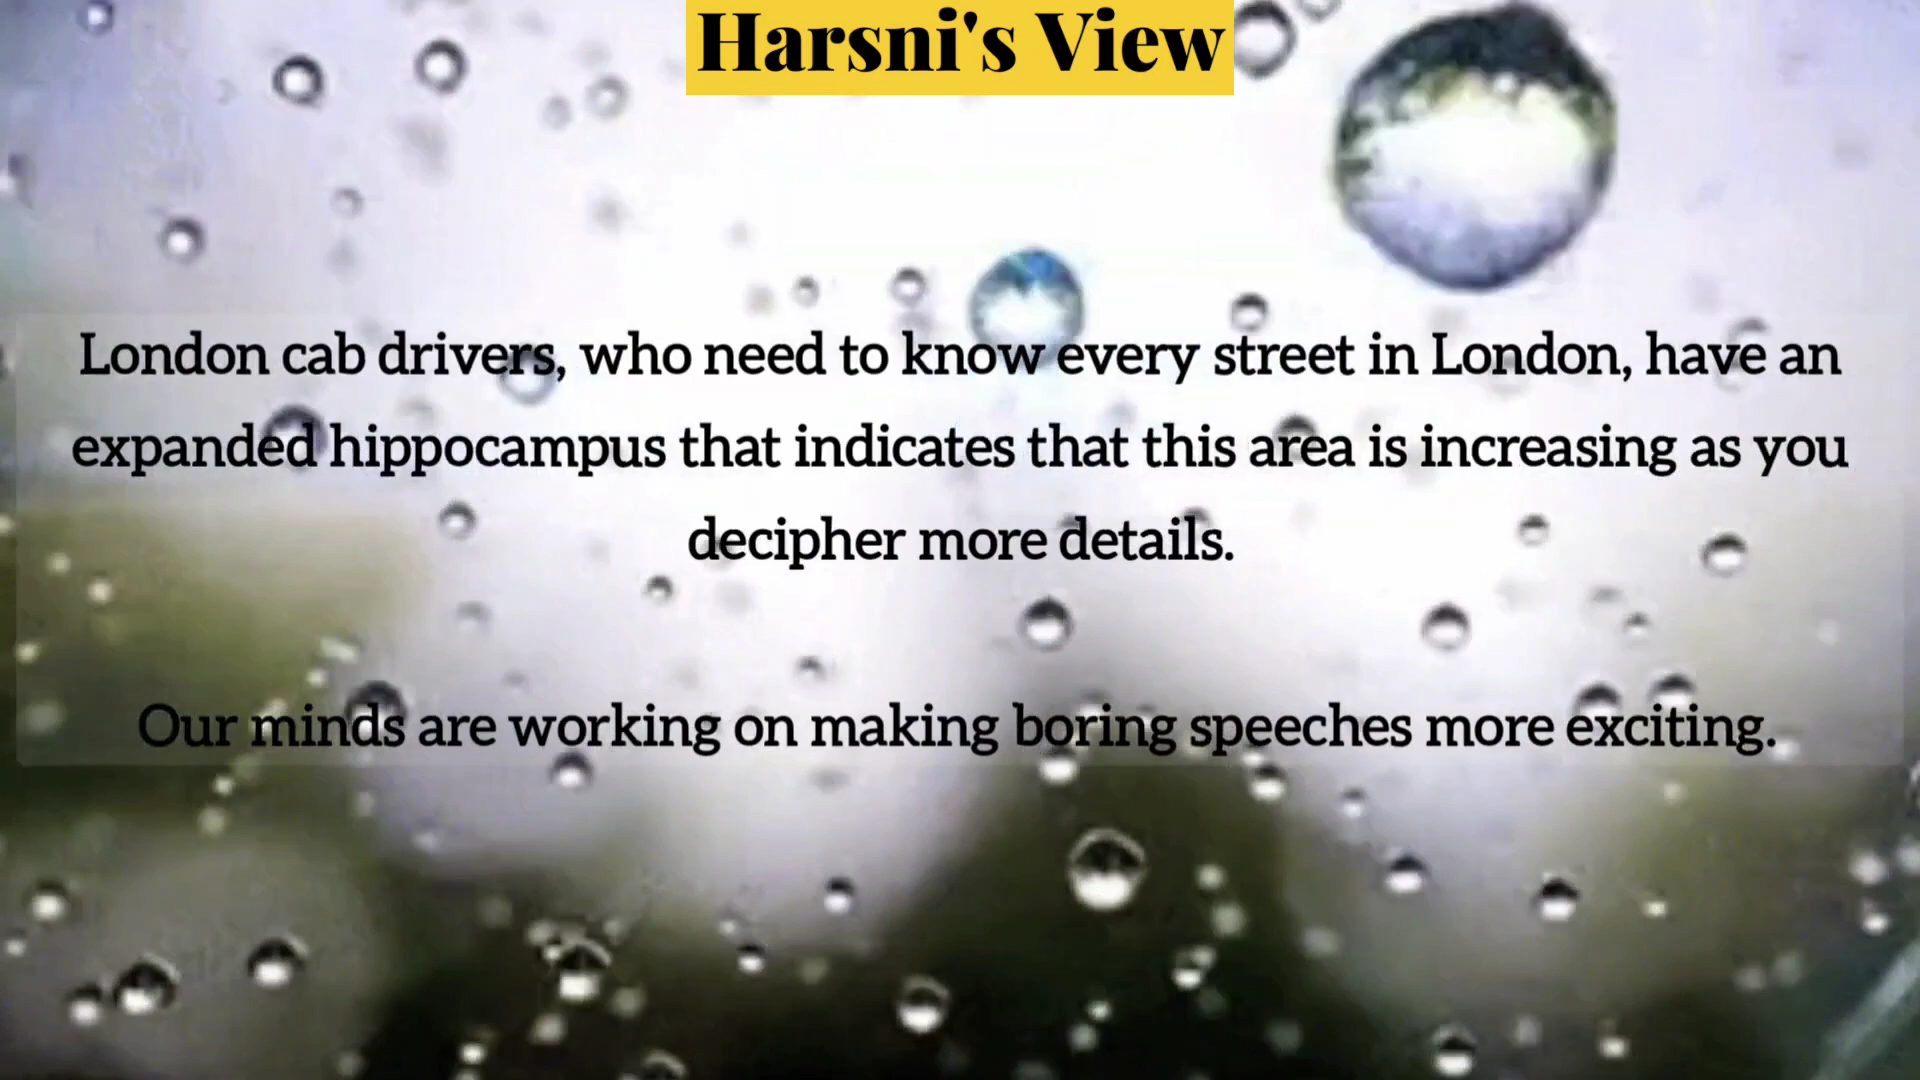 Harsni's View
London cab drivers, who need to know every street in London, have an
expanded hippocampus that indicates that this area is increasing as you
decipher more details.
Our minds are working on making boring speeches more exciting.